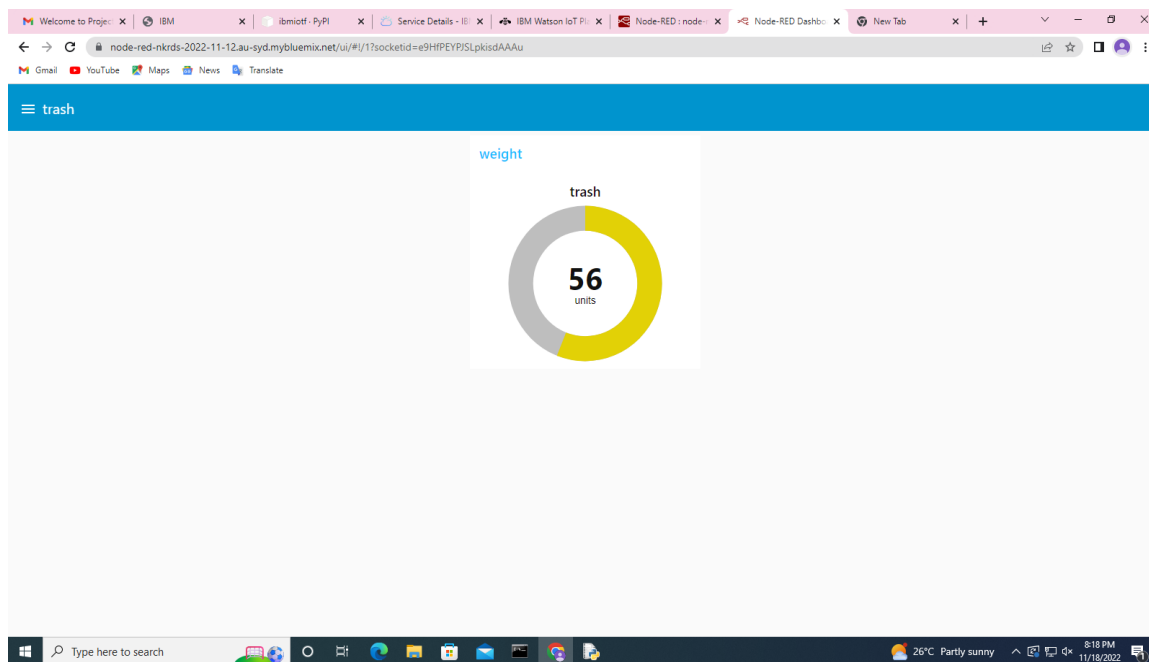 Welcome to Projec
IBM
ibmiotf · PyPI
Service Details - IB
IBM Watson IoT Pl
Node-RED : node-r
Node-RED Dashbo
New Tab
node-red-nkrds-2022-11-12.au-syd.mybluemix.net/ui/#!/1?socketid=e9HfPEYPJSLpkisdAAAu
Gmail
YouTube
Maps
News
Translate
trash
weight
trash
56
units
Type here to search
26°C Partly sunny
8:18 PM
11/18/2022